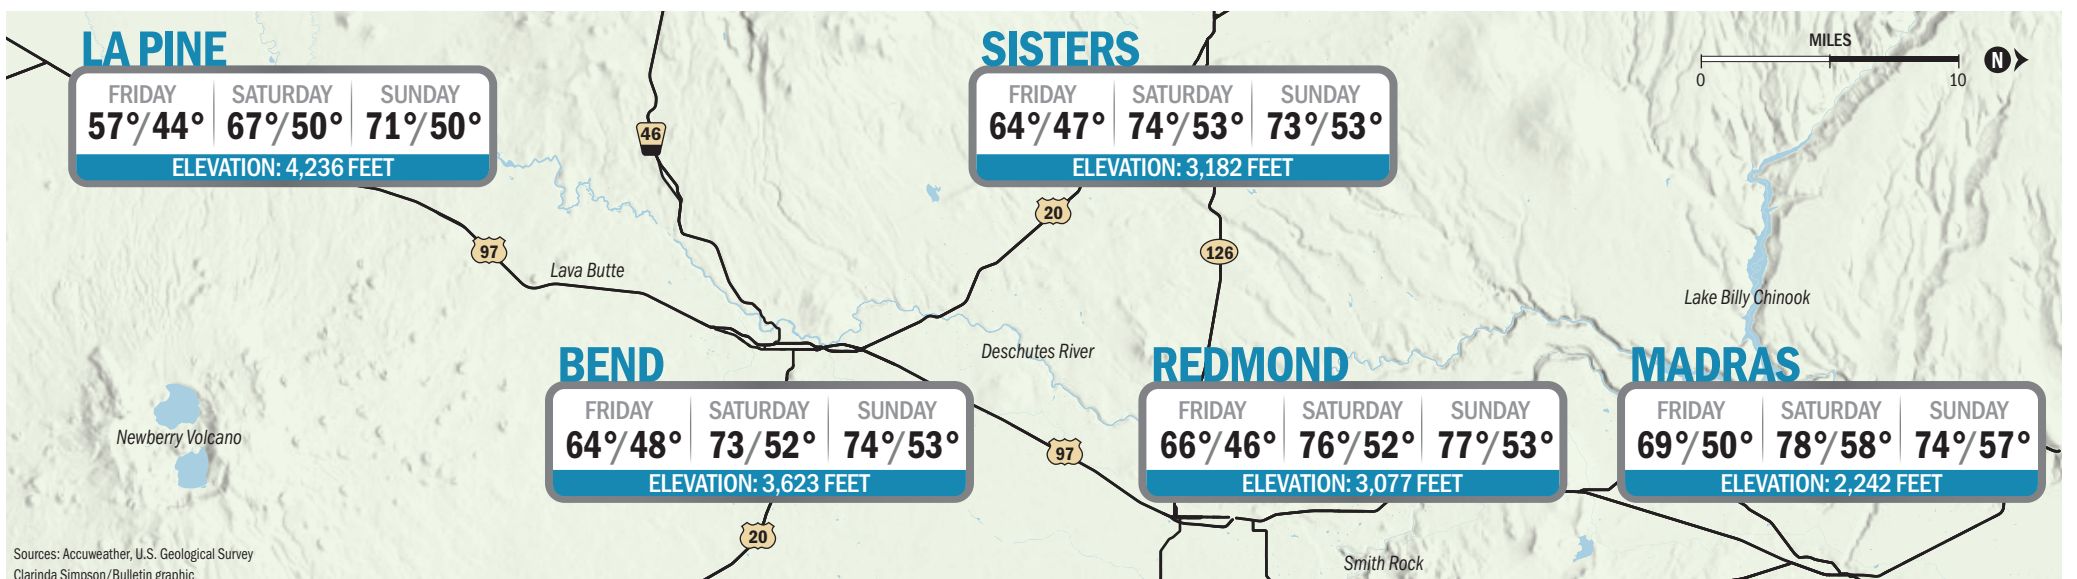 LA PINE
FRIDAY SATURDAY SUNDAY
57°/44° 67°/50° 71°/50°
ELEVATION: 4,236 FEET
SISTERS
FRIDAY SATURDAY SUNDAY
64°/47° 74°/53° 73°/53°
ELEVATION: 3,182 FEET
MILES
0 10
N
46
20
97
126
Lava Butte
Lake Billy Chinook
Deschutes River
BEND
FRIDAY SATURDAY SUNDAY
64°/48° 73/52° 74°/53°
ELEVATION: 3,623 FEET
REDMOND
FRIDAY SATURDAY SUNDAY
66°/46° 76°/52° 77°/53°
ELEVATION: 3,077 FEET
MADRAS
FRIDAY SATURDAY SUNDAY
69°/50° 78°/58° 74°/57°
ELEVATION: 2,242 FEET
Newberry Volcano
97
20
Smith Rock
Sources: Accuweather, U.S. Geological Survey
Clarinda Simpson/Bulletin graphic